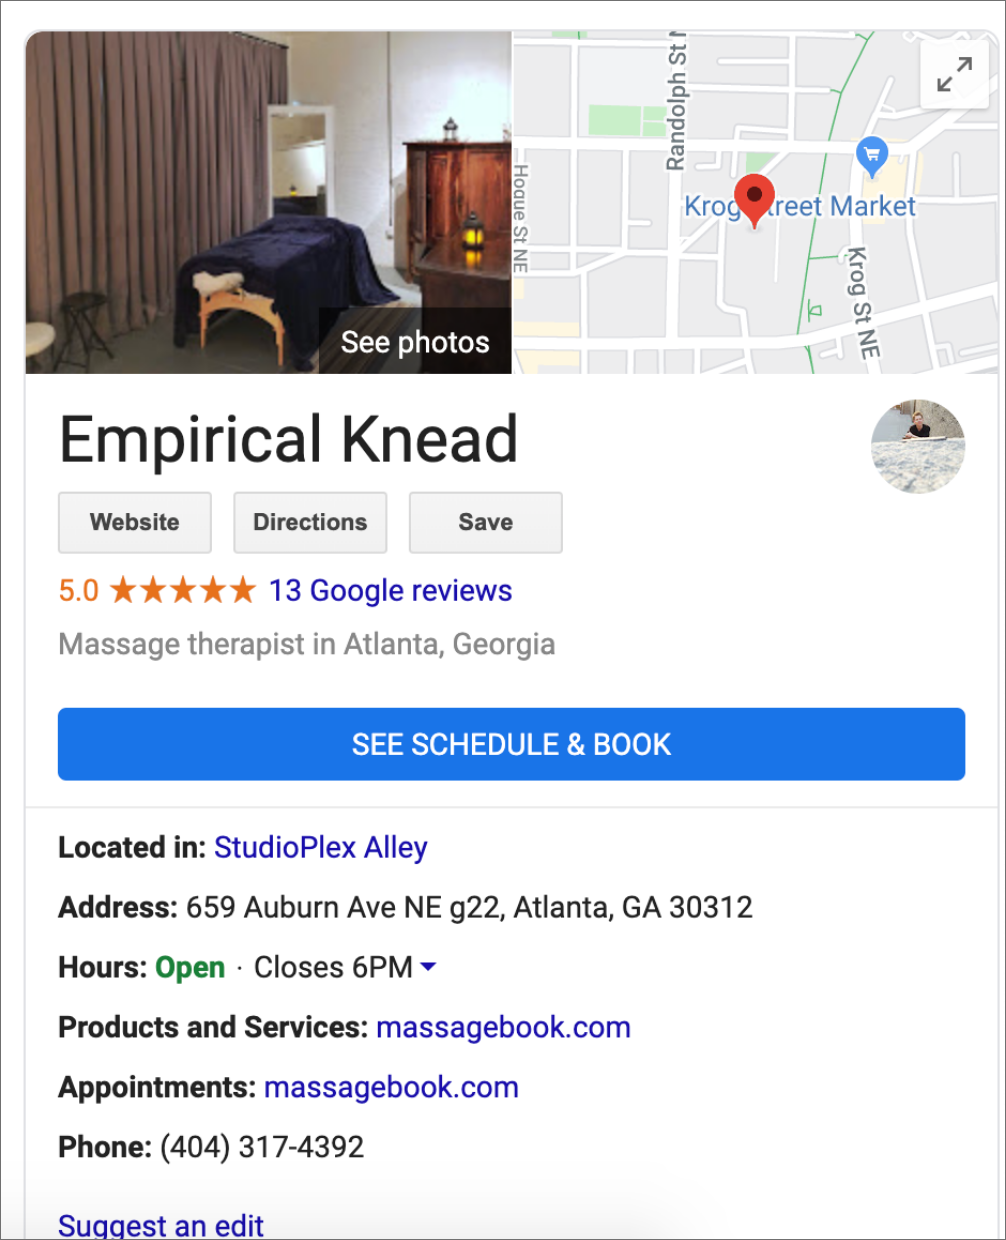 Randolph St N
Hogue St NE
Krog Street Market
Krog St NE
See photos
Empirical Knead
Website
Directions
Save
5.0 ★★★★★ 13 Google reviews
Massage therapist in Atlanta, Georgia
SEE SCHEDULE & BOOK
Located in: StudioPlex Alley
Address: 659 Auburn Ave NE g22, Atlanta, GA 30312
Hours: Open · Closes 6PM
Products and Services: massagebook.com
Appointments: massagebook.com
Phone: (404) 317-4392
Suggest an edit